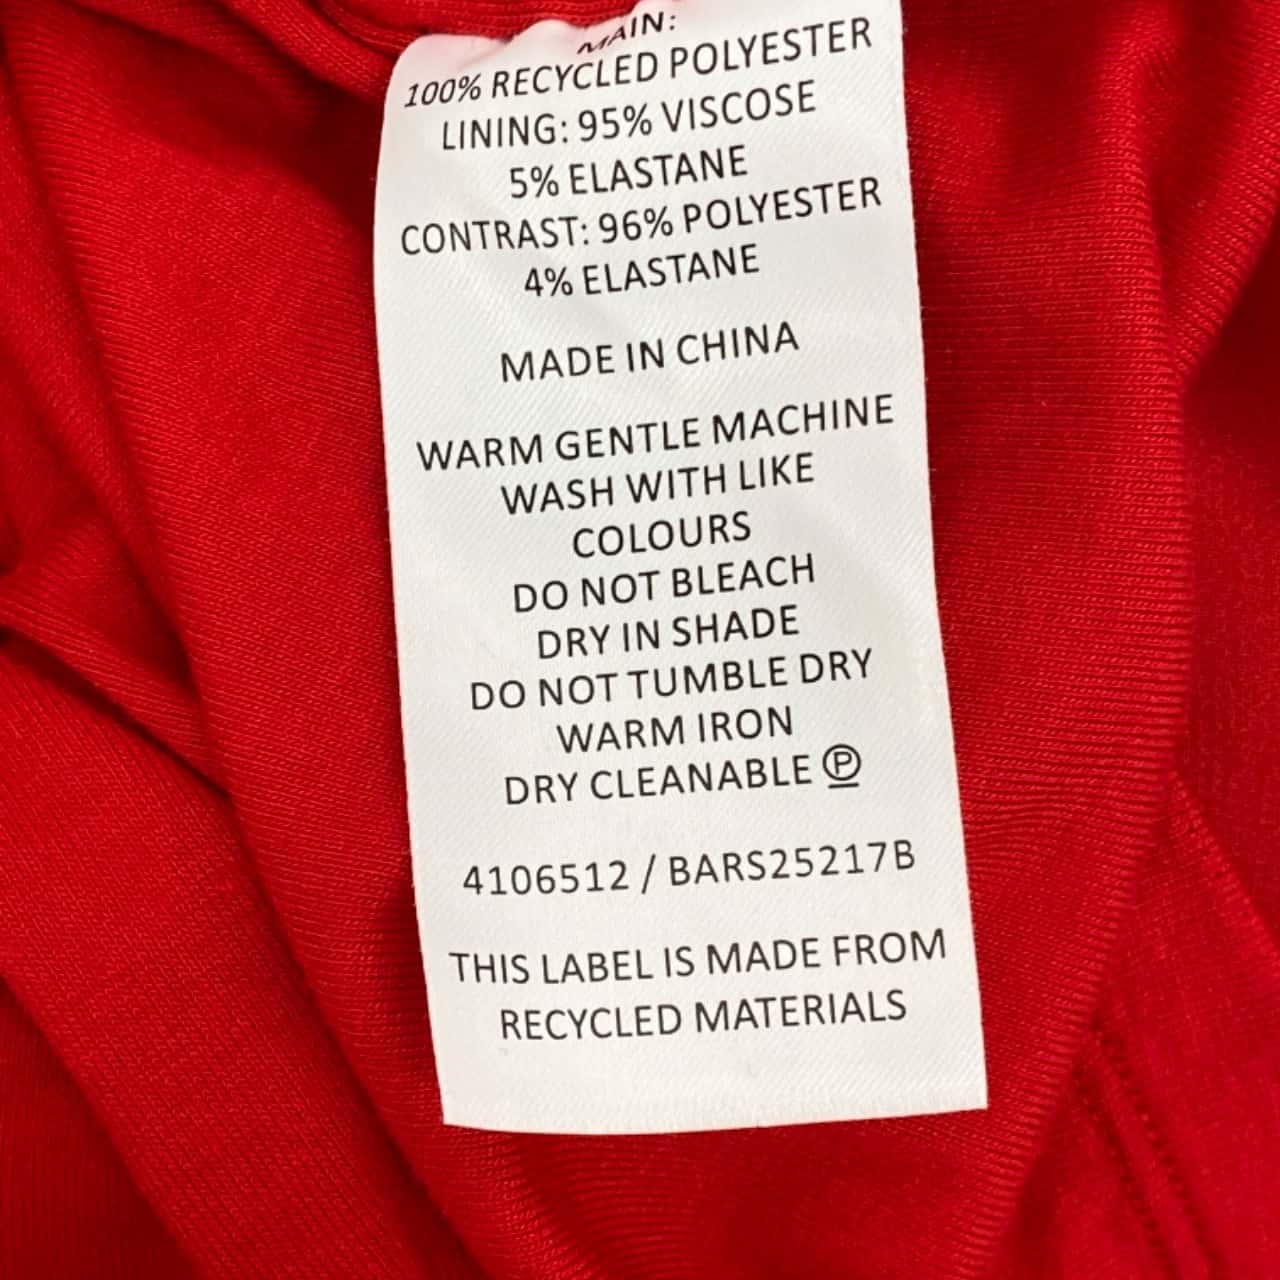 MAIN:
100% RECYCLED POLYESTER
LINING: 95% VISCOSE
5% ELASTANE
CONTRAST: 96% POLYESTER
4% ELASTANE
MADE IN CHINA
WARM GENTLE MACHINE
WASH WITH LIKE
COLOURS
DO NOT BLEACH
DRY IN SHADE
DO NOT TUMBLE DRY
WARM IRON
DRY CLEANABLE Ⓟ
4106512 / BARS25217B
THIS LABEL IS MADE FROM
RECYCLED MATERIALS